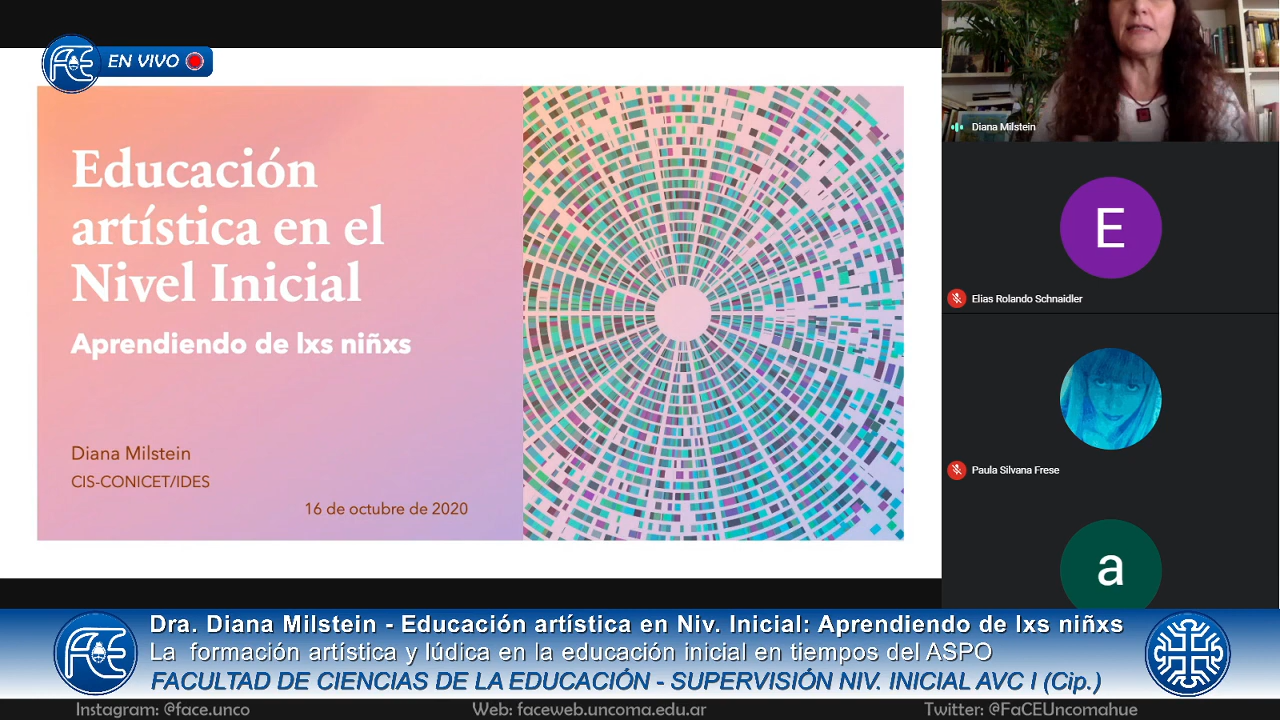 EN VIVO
Educación
artística en el
Nivel Inicial
Aprendiendo de lxs niñxs
Diana Milstein
CIS-CONICET/IDES
16 de octubre de 2020
Diana Milstein
E
Elias Rolando Schnaidler
Paula Silvana Frese
a
Dra. Diana Milstein - Educación artística en Niv. Inicial: Aprendiendo de lxs niñxs
La formación artística y lúdica en la educación inicial en tiempos del ASPO
FACULTAD DE CIENCIAS DE LA EDUCACIÓN - SUPERVISIÓN NIV. INICIAL AVC I (Cip.)
Instagram: @face.unco Web: faceweb.uncoma.edu.ar Twitter: @FaCEUncomahue